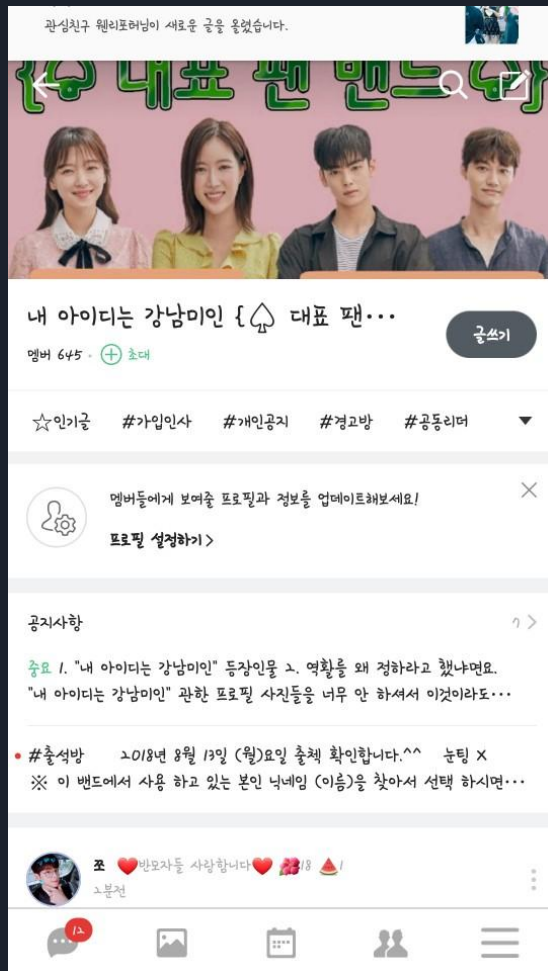 관심친구 웬리포터님이 새로운 글을 올렸습니다.
{♤ 대표 팬 밴드♤}
내 아이디는 강남미인 {♤ 대표 팬···
멤버 645 · 초대
글쓰기
☆인기글 #가입인사 #개인공지 #경고방 #공동리더
멤버들에게 보여줄 프로필과 정보를 업데이트해보세요!
프로필 설정하기 >
공지사항
7 >
중요 1. "내 아이디는 강남미인" 등장인물 2. 역활를 왜 정하라고 했냐면요.
"내 아이디는 강남미인" 관한 프로필 사진들을 너무 안 하셔서 이것이라도···
#출석방 2018년 8월 13일 (월)요일 출첵 확인합니다.^^ 눈팅 X
※ 이 밴드에서 사용 하고 있는 본인 닉네임 (이름)을 찾아서 선택 하시면···
쪼 ❤️반모자들 사랑합니다❤️ 🌺18 🍉1
2분전
12